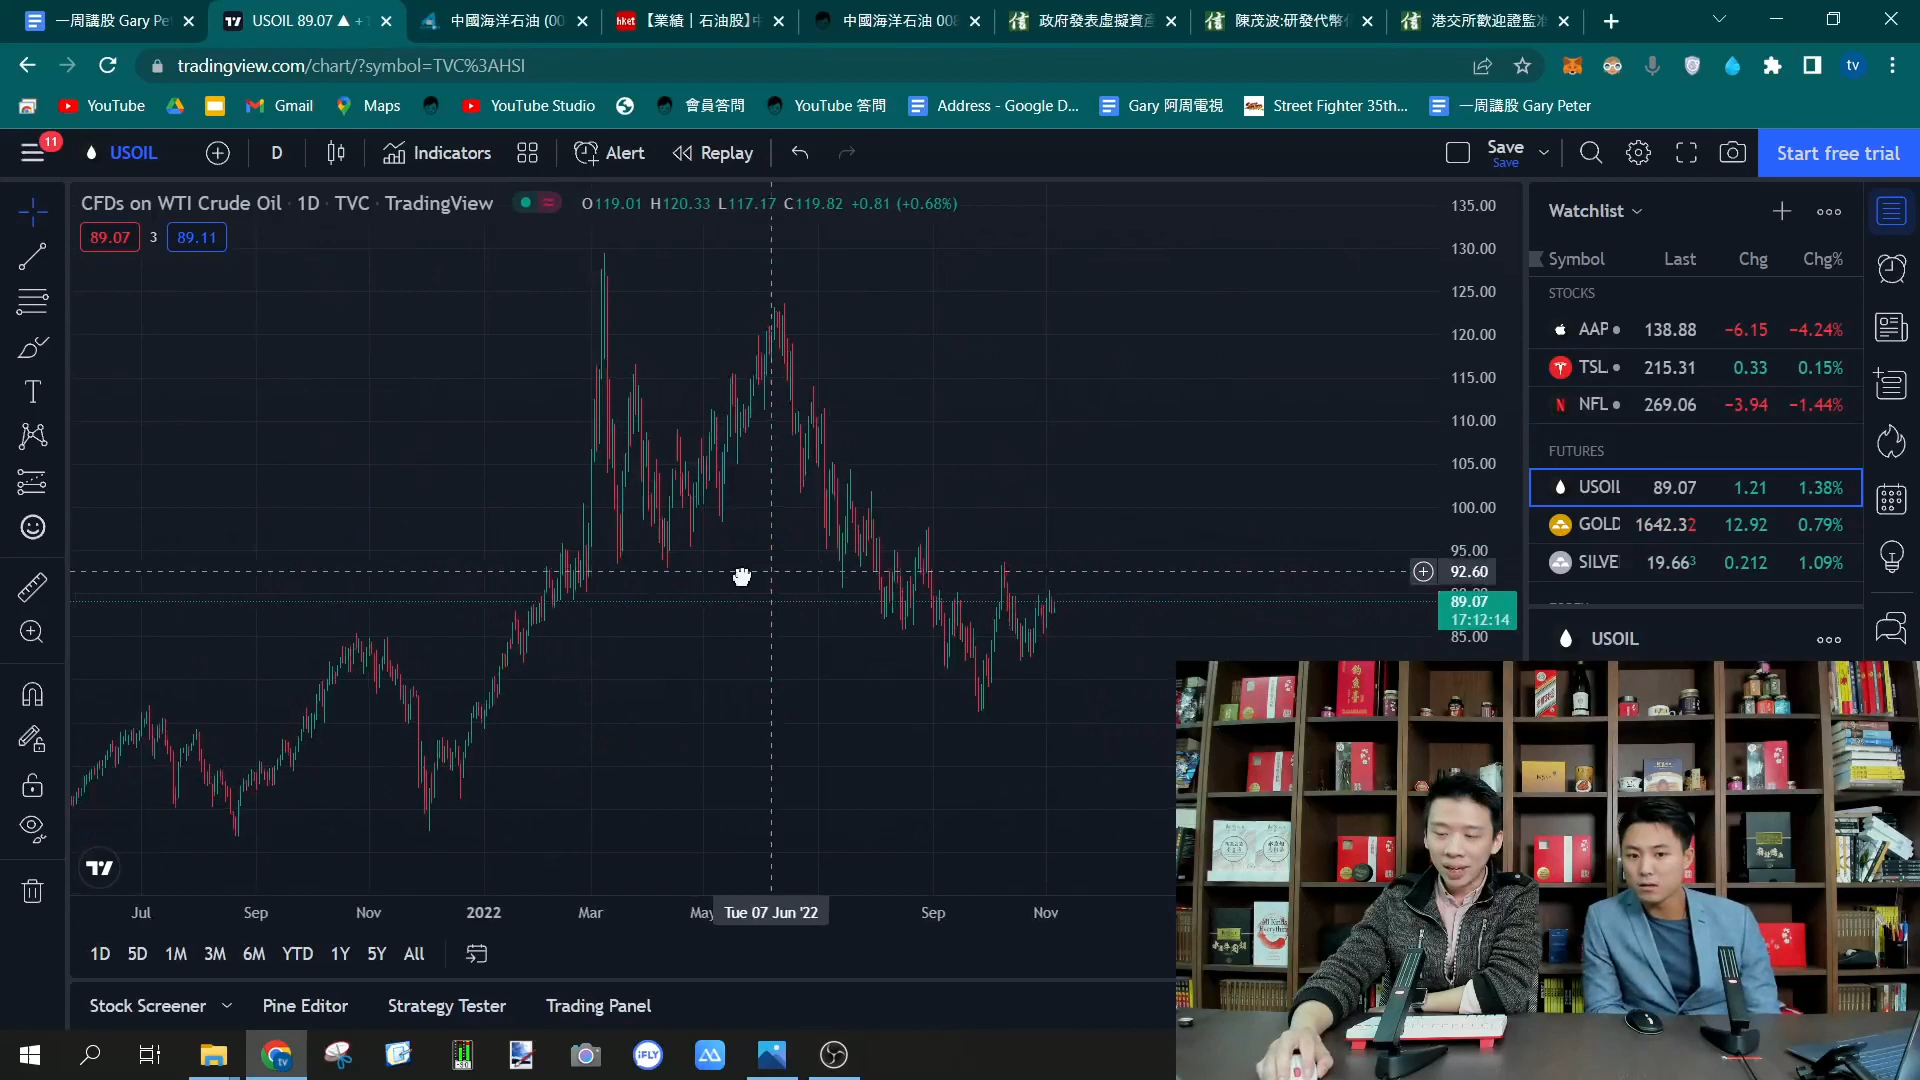 一周講股 Gary Pe
USOIL 89.07 ▲ +
中國海洋石油 (00
hket
【業績｜石油股】
中國海洋石油 008
信
政府發表虛擬資產
信
陳茂波:研發代幣
信
港交所歡迎證監
tradingview.com/chart/?symbol=TVC%3AHSI
tv
YouTube
Gmail
Maps
YouTube Studio
會員答問
YouTube 答問
Address - Google D...
Gary 阿周電視
Street Fighter 35th...
一周講股 Gary Peter
11
USOIL
D
Indicators
Alert
Replay
Save
Save
Start free trial
CFDs on WTI Crude Oil · 1D · TVC · TradingView
O119.01 H120.33 L117.17 C119.82 +0.81 (+0.68%)
89.07
3
89.11
135.00
130.00
125.00
120.00
115.00
110.00
105.00
100.00
95.00
92.60
89.07
17:12:14
85.00
Watchlist
Symbol Last Chg Chg%
STOCKS
AAP 138.88 −6.15 −4.24%
TSL 215.31 0.33 0.15%
NFL 269.06 −3.94 −1.44%
FUTURES
USOIL 89.07 1.21 1.38%
GOLD 1642.32 12.92 0.79%
SILVE 19.663 0.212 1.09%
USOIL
Jul
Sep
Nov
2022
Mar
May
Tue 07 Jun '22
Sep
Nov
1D 5D 1M 3M 6M YTD 1Y 5Y All
Stock Screener
Pine Editor
Strategy Tester
Trading Panel
iFLY